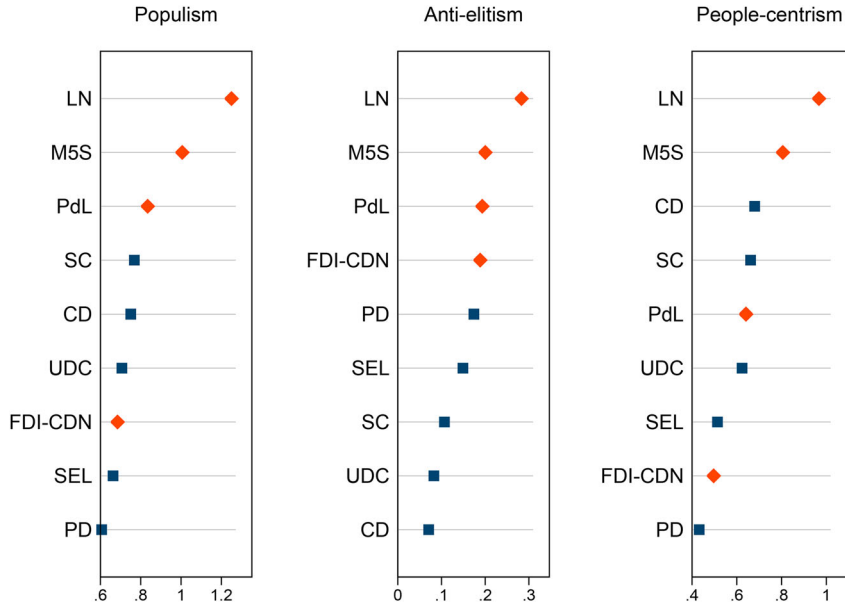 Populism
LN
M5S
PdL
SC
CD
UDC
FDI-CDN
SEL
PD
.6 .8 1 1.2
Anti-elitism
LN
M5S
PdL
FDI-CDN
PD
SEL
SC
UDC
CD
0 .1 .2 .3
People-centrism
LN
M5S
CD
SC
PdL
UDC
SEL
FDI-CDN
PD
.4 .6 .8 1